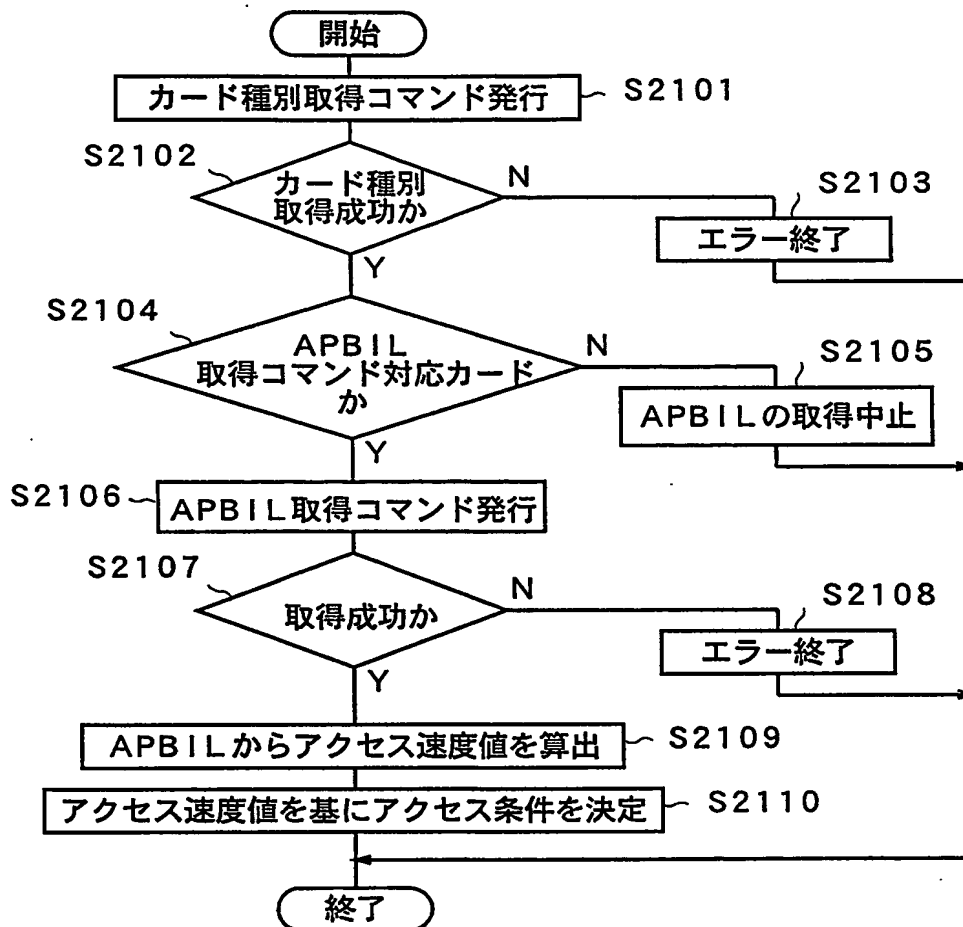 開始
カード種別取得コマンド発行
S2101
S2102
カード種別
取得成功か
N
Y
S2103
エラー終了
S2104
APBIL
取得コマンド対応カード
か
N
Y
S2105
APBILの取得中止
S2106
APBIL取得コマンド発行
S2107
取得成功か
N
Y
S2108
エラー終了
APBILからアクセス速度値を算出
S2109
アクセス速度値を基にアクセス条件を決定
S2110
終了